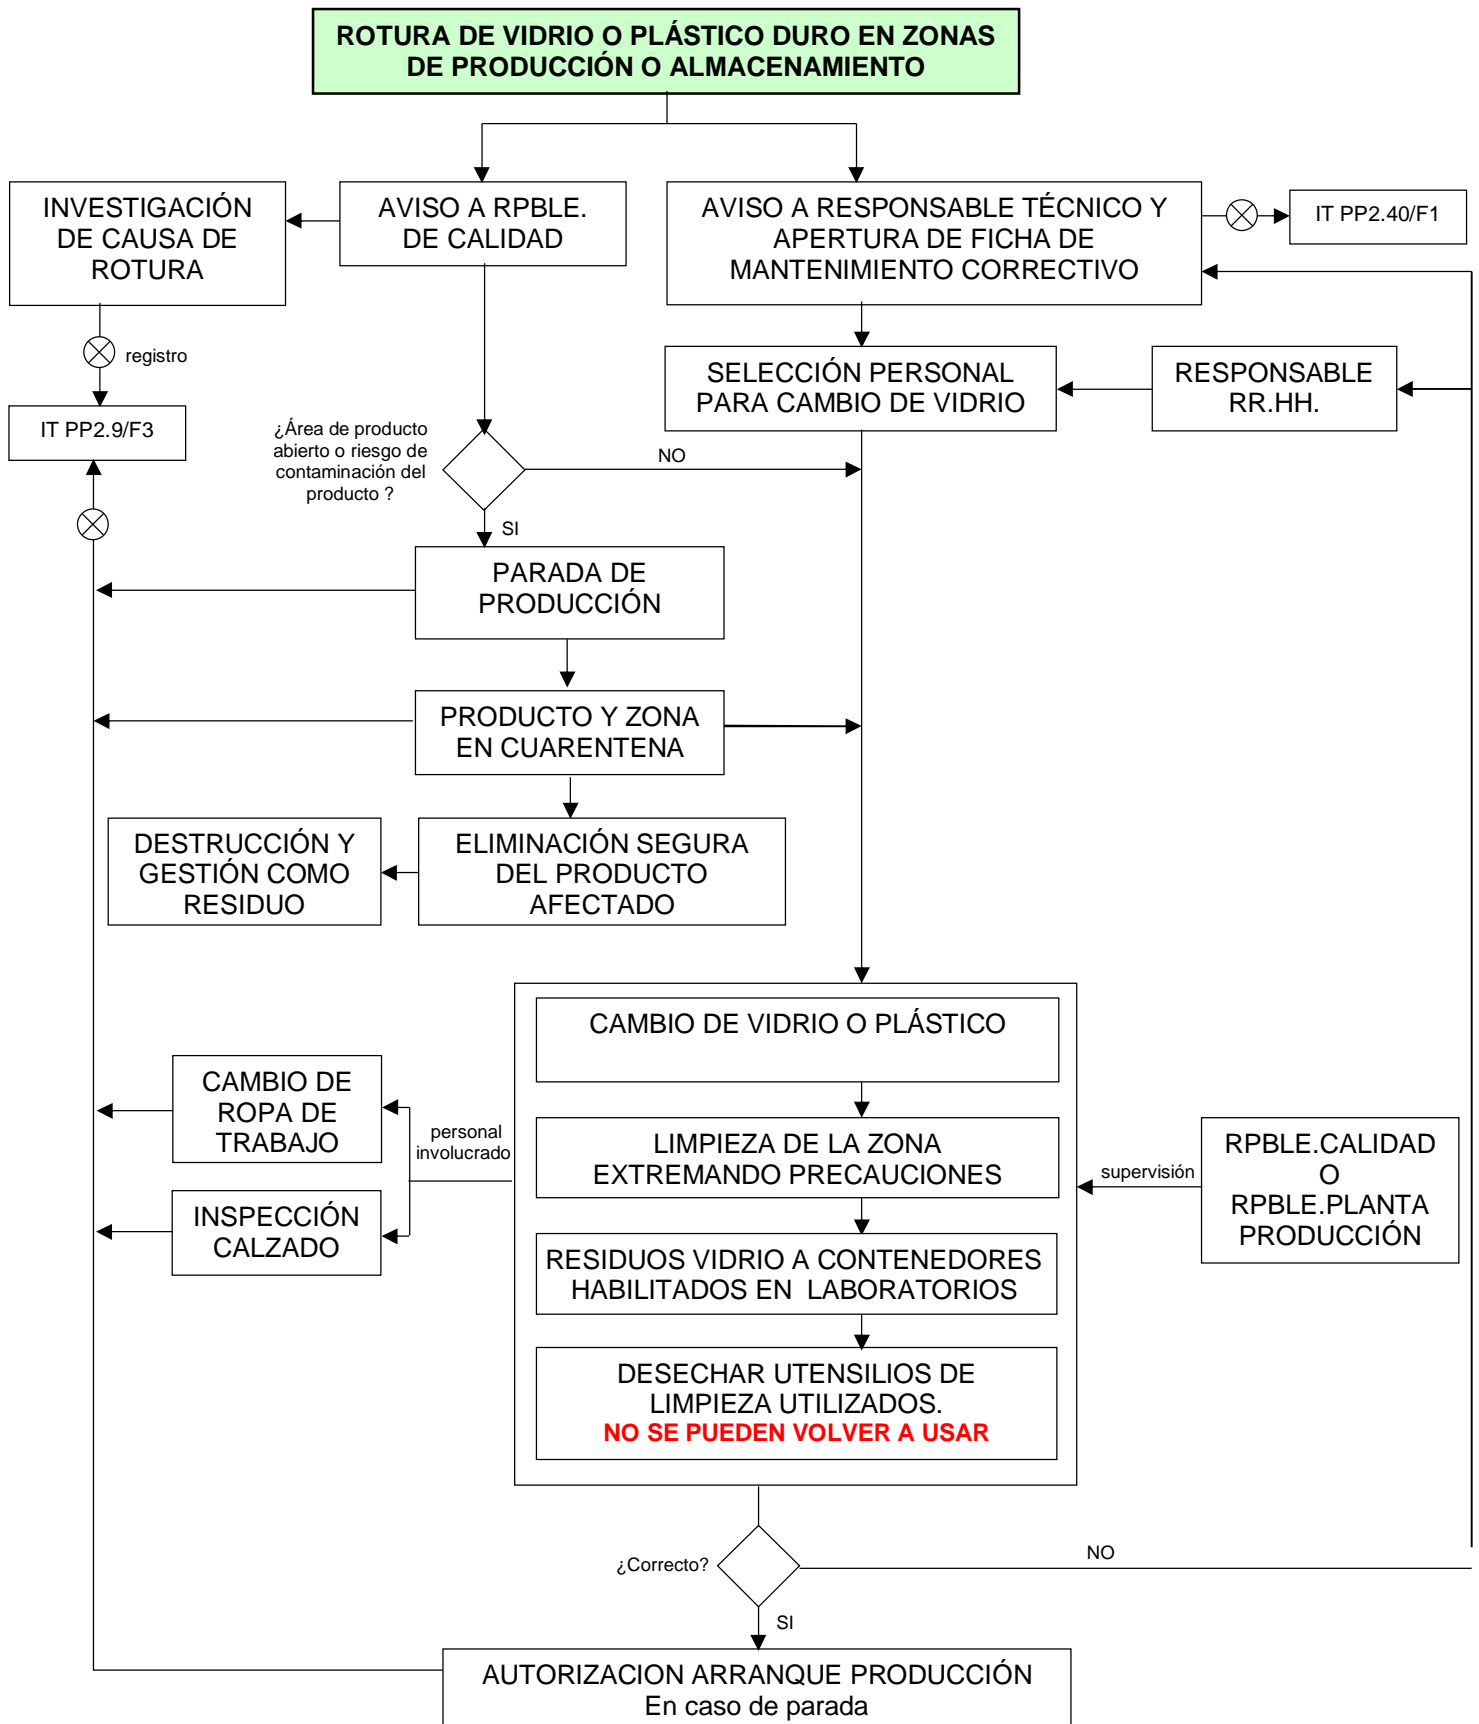 ROTURA DE VIDRIO O PLÁSTICO DURO EN ZONAS
DE PRODUCCIÓN O ALMACENAMIENTO
INVESTIGACIÓN
DE CAUSA DE
ROTURA
AVISO A RPBLE.
DE CALIDAD
AVISO A RESPONSABLE TÉCNICO Y
APERTURA DE FICHA DE
MANTENIMIENTO CORRECTIVO
IT PP2.40/F1
registro
SELECCIÓN PERSONAL
PARA CAMBIO DE VIDRIO
RESPONSABLE
RR.HH.
IT PP2.9/F3
¿Área de producto
abierto o riesgo de
contaminación del
producto ?
NO
SI
PARADA DE
PRODUCCIÓN
PRODUCTO Y ZONA
EN CUARENTENA
DESTRUCCIÓN Y
GESTIÓN COMO
RESIDUO
ELIMINACIÓN SEGURA
DEL PRODUCTO
AFECTADO
CAMBIO DE VIDRIO O PLÁSTICO
CAMBIO DE
ROPA DE
TRABAJO
personal
involucrado
LIMPIEZA DE LA ZONA
EXTREMANDO PRECAUCIONES
supervisión
RPBLE.CALIDAD
O
RPBLE.PLANTA
PRODUCCIÓN
INSPECCIÓN
CALZADO
RESIDUOS VIDRIO A CONTENEDORES
HABILITADOS EN LABORATORIOS
DESECHAR UTENSILIOS DE
LIMPIEZA UTILIZADOS.
NO SE PUEDEN VOLVER A USAR
¿Correcto?
NO
SI
AUTORIZACION ARRANQUE PRODUCCIÓN
En caso de parada